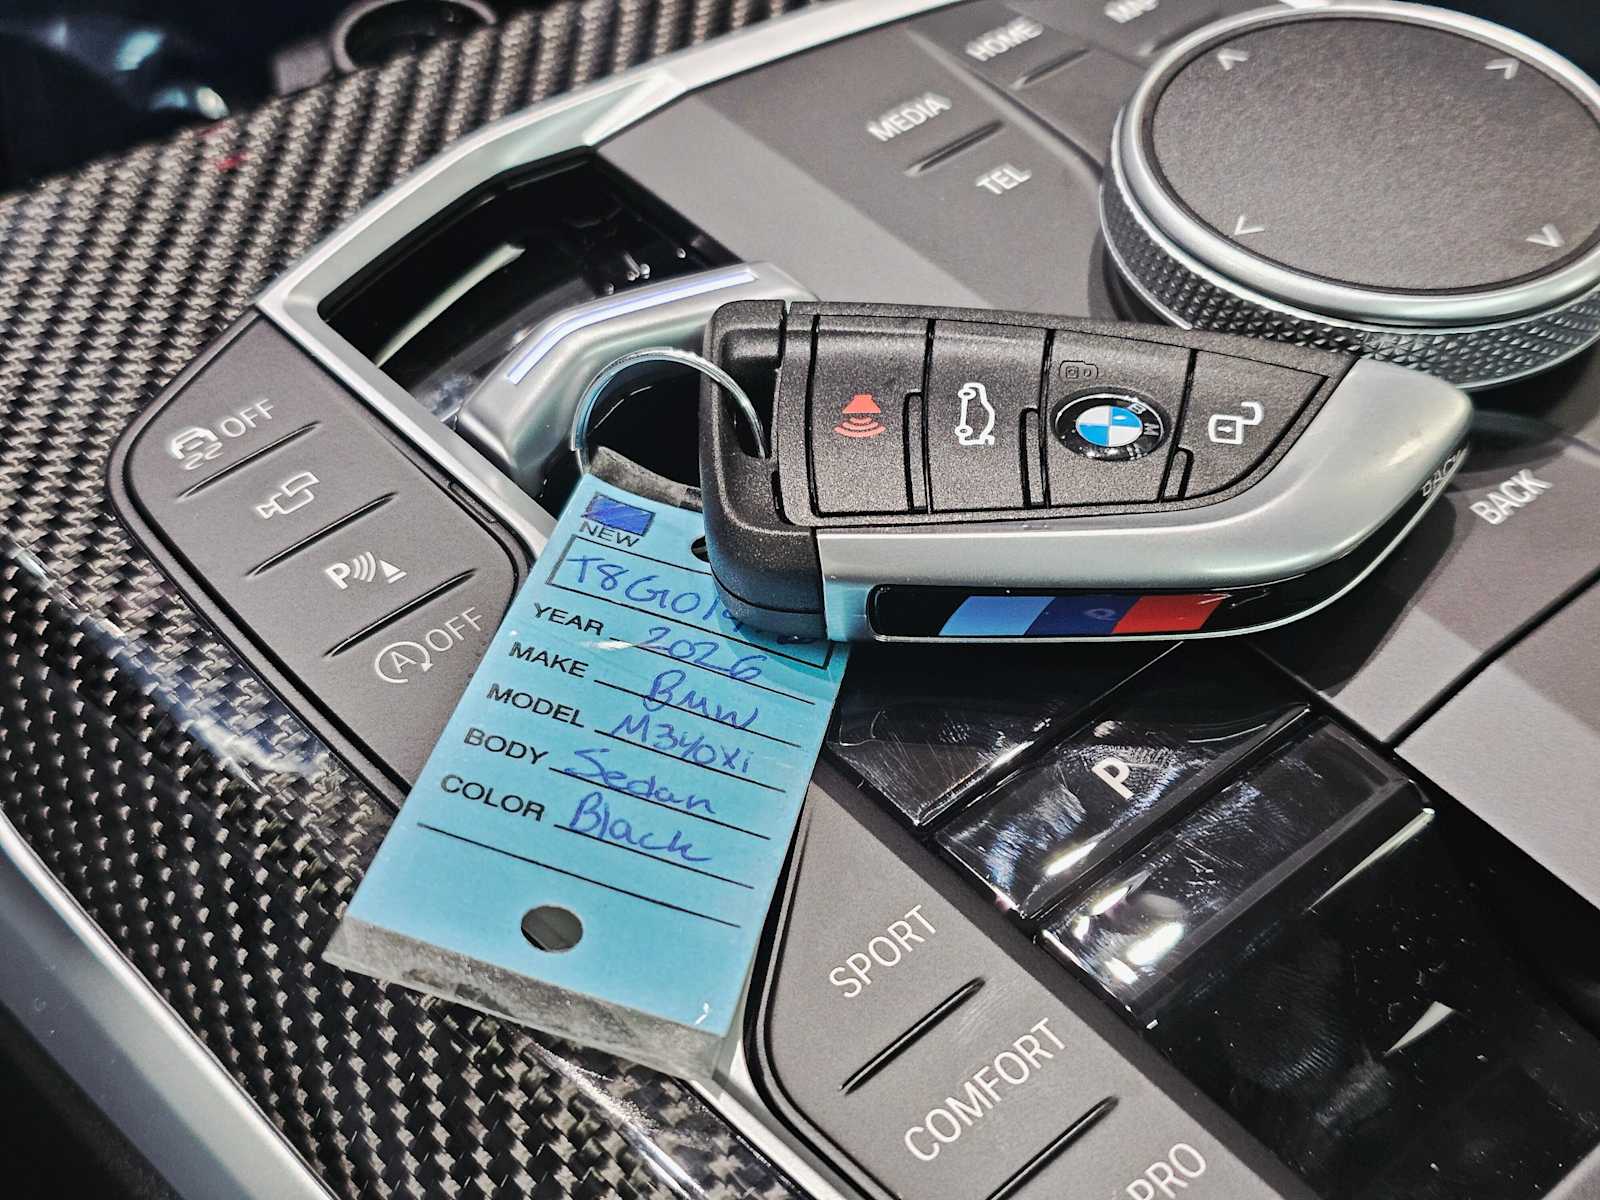 HOME
MEDIA
TEL
OFF
P
OFF
BACK
NEW
YEAR 2026
MAKE BMW
MODEL M340xi
BODY Sedan
COLOR Black
P
SPORT
COMFORT
PRO